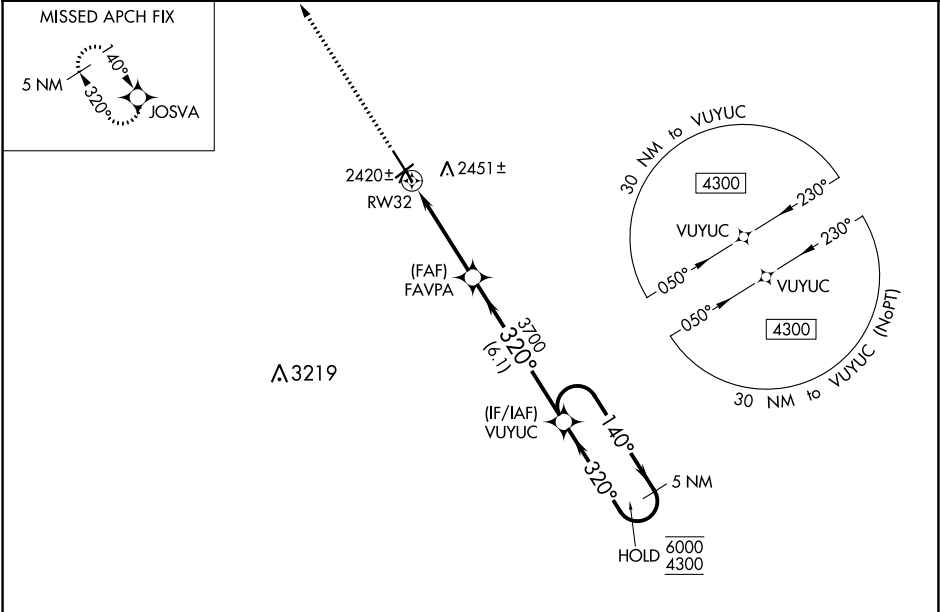 MISSED APCH FIX
5 NM
140°
320°
JOSVA
2420±
2451±
RW32
(FAF)
FAVPA
3700
320°
(6.1)
3219
(IF/IAF)
VUYUC
140°
320°
5 NM
HOLD
6000
4300
30 NM to VUYUC
4300
230°
VUYUC
050°
230°
VUYUC
050°
4300
30 NM to VUYUC (NoPT)